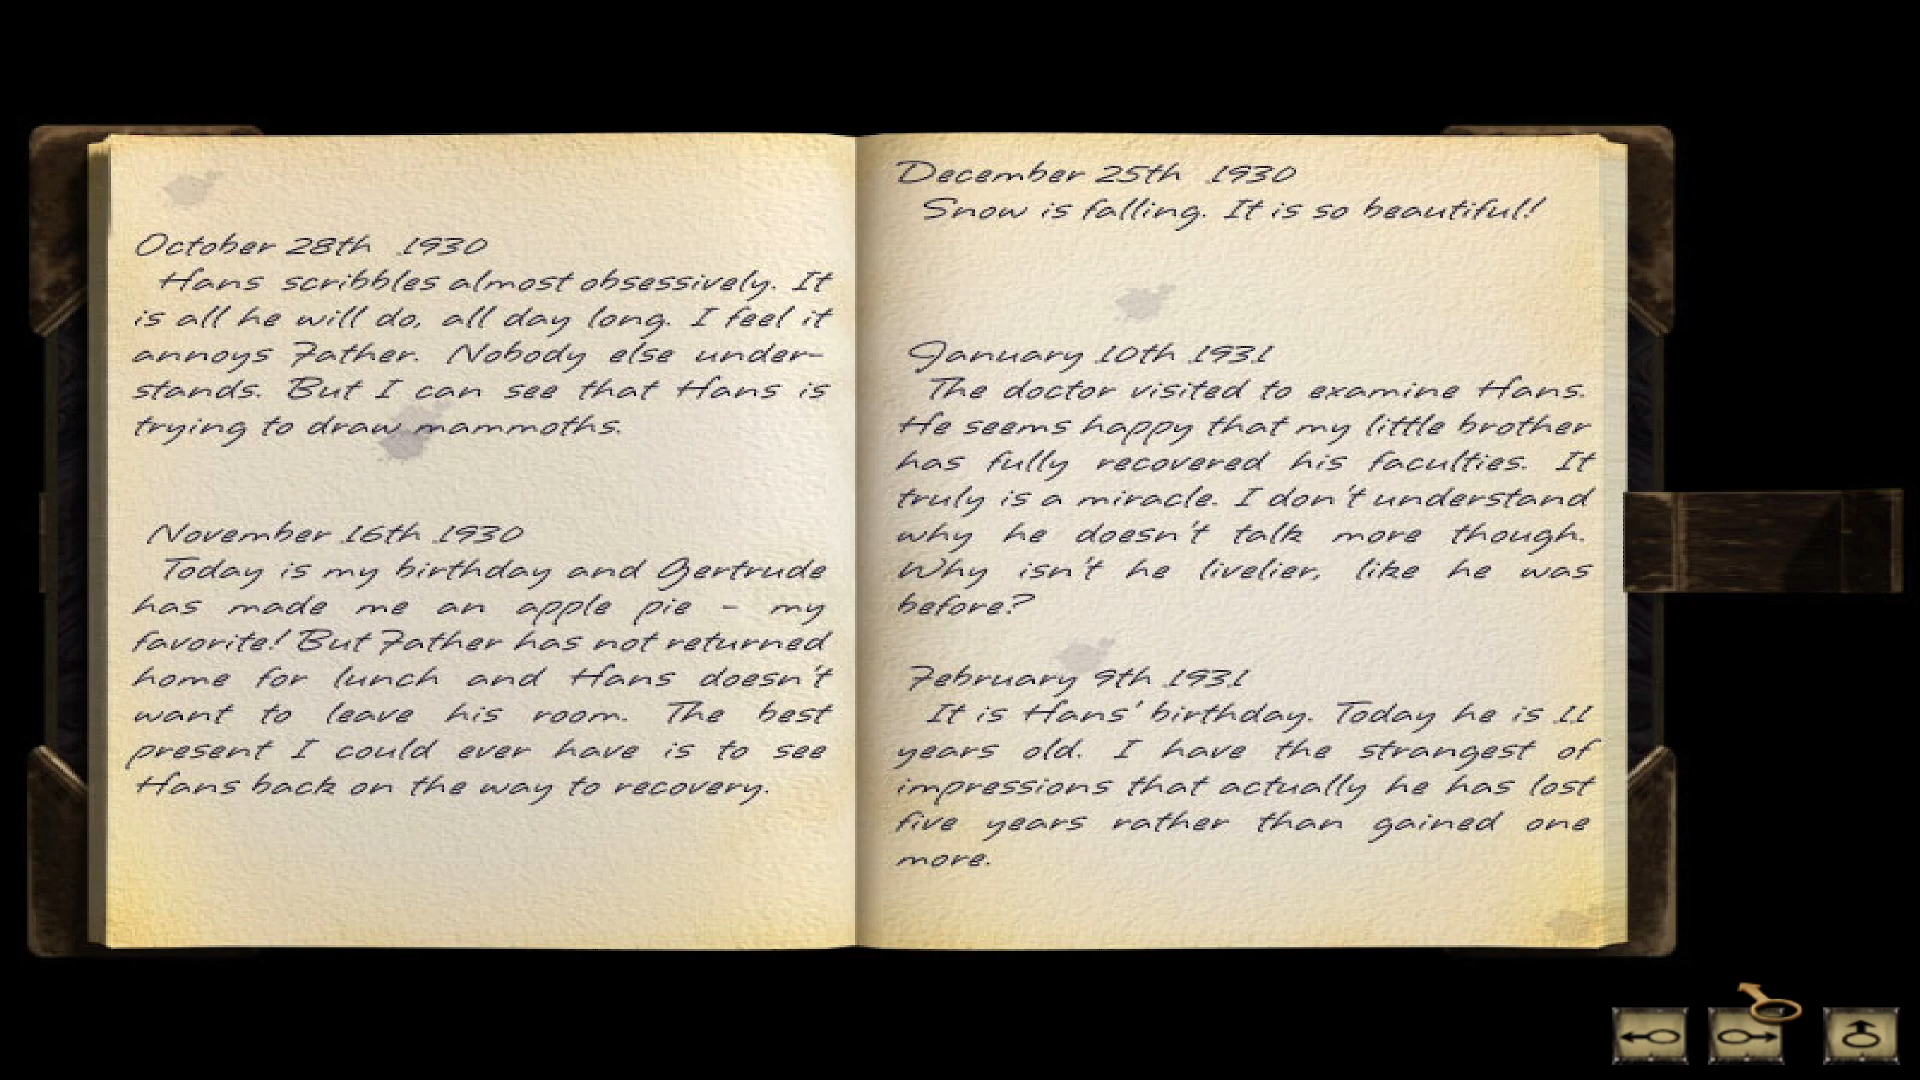 October 28th 1930
Hans scribbles almost obsessively. It
is all he will do, all day long. I feel it
annoys Father. Nobody else under-
stands. But I can see that Hans is
trying to draw mammoths.
November 16th 1930
Today is my birthday and Gertrude
has made me an apple pie - my
favorite! But Father has not returned
home for lunch and Hans doesn't
want to leave his room. The best
present I could ever have is to see
Hans back on the way to recovery.
December 25th 1930
Snow is falling. It is so beautiful!
January 10th 1931
The doctor visited to examine Hans.
He seems happy that my little brother
has fully recovered his faculties. It
truly is a miracle. I don't understand
why he doesn't talk more though.
Why isn't he livelier, like he was
before?
February 9th 1931
It is Hans' birthday. Today he is 11
years old. I have the strangest of
impressions that actually he has lost
five years rather than gained one
more.